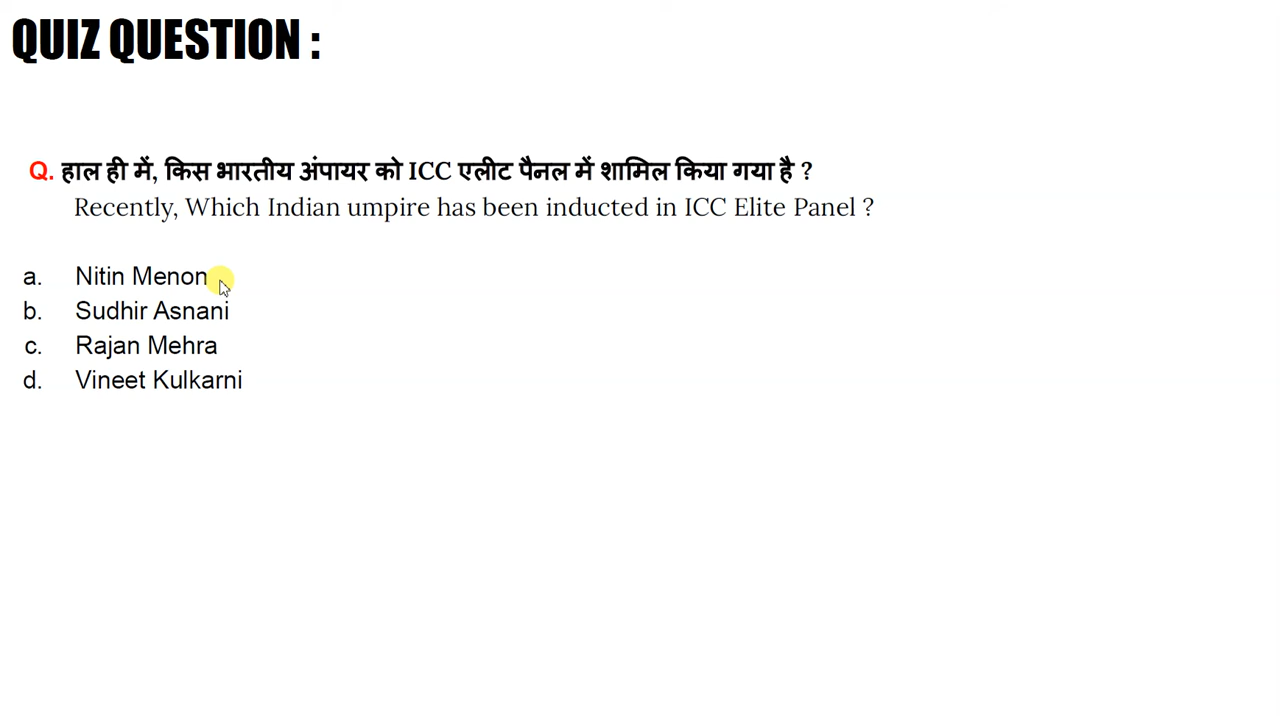 QUIZ QUESTION :
Q. हाल ही में, किस भारतीय अंपायर को ICC एलीट पैनल में शामिल किया गया है ?
Recently, Which Indian umpire has been inducted in ICC Elite Panel ?
a. Nitin Menon
b. Sudhir Asnani
c. Rajan Mehra
d. Vineet Kulkarni